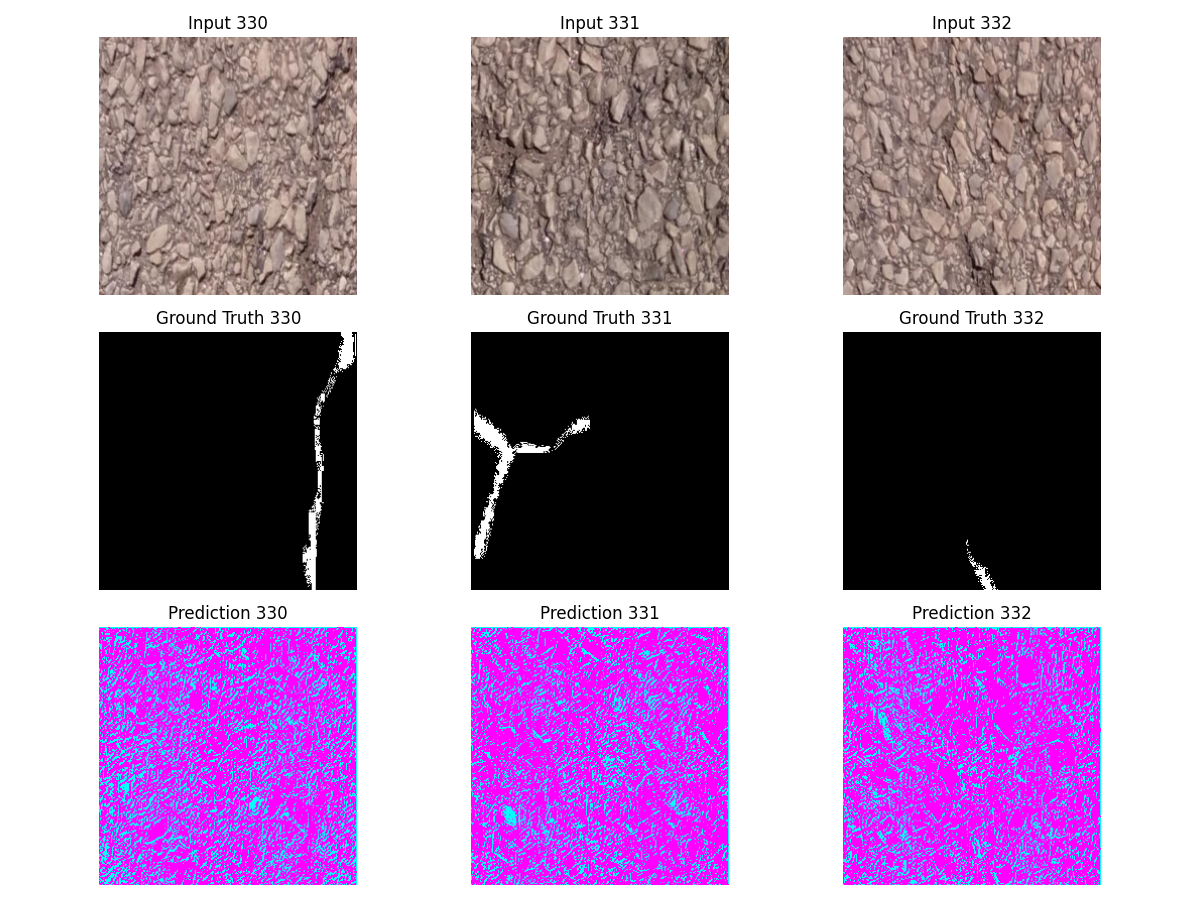 Input 330
Input 331
Input 332
Ground Truth 330
Ground Truth 331
Ground Truth 332
Prediction 330
Prediction 331
Prediction 332